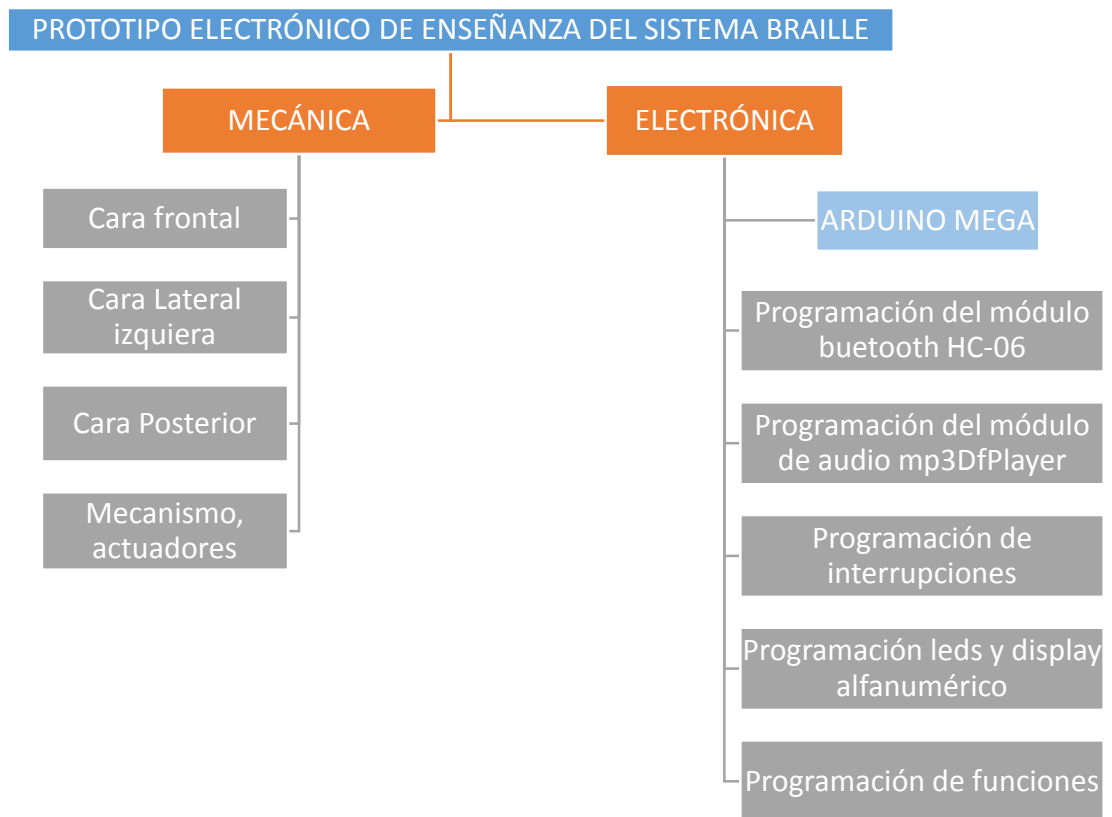 PROTOTIPO ELECTRÓNICO DE ENSEÑANZA DEL SISTEMA BRAILLE
MECÁNICA
Cara frontal
Cara Lateral
izquiera
Cara Posterior
Mecanismo,
actuadores
ELECTRÓNICA
ARDUINO MEGA
Programación del módulo
buetooth HC-06
Programación del módulo
de audio mp3DfPlayer
Programación de
interrupciones
Programación leds y display
alfanumérico
Programación de funciones